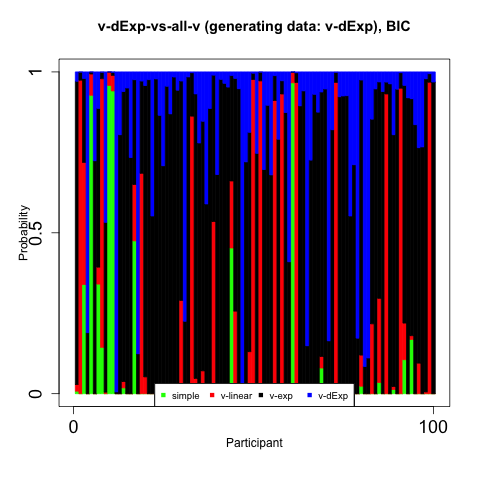 v-dExp-vs-all-v (generating data: v-dExp), BIC
1
0.5
0
Probability
simple v-linear v-exp v-dExp
0 100
Participant